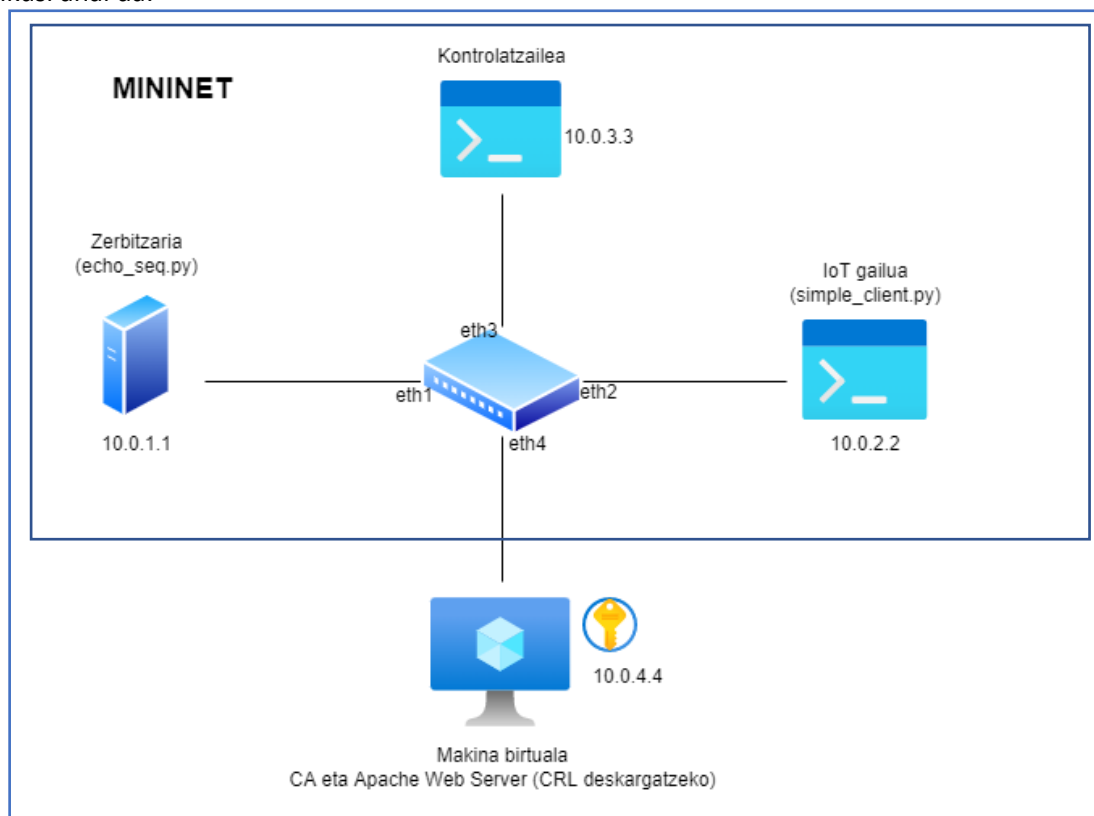 Kontrolatzailea
MININET
10.0.3.3
Zerbitzaria
(echo_seq.py)
IoT gailua
(simple_client.py)
eth3
eth1
eth2
10.0.1.1
eth4
10.0.2.2
10.0.4.4
Makina birtuala
CA eta Apache Web Server (CRL deskargatzeko)